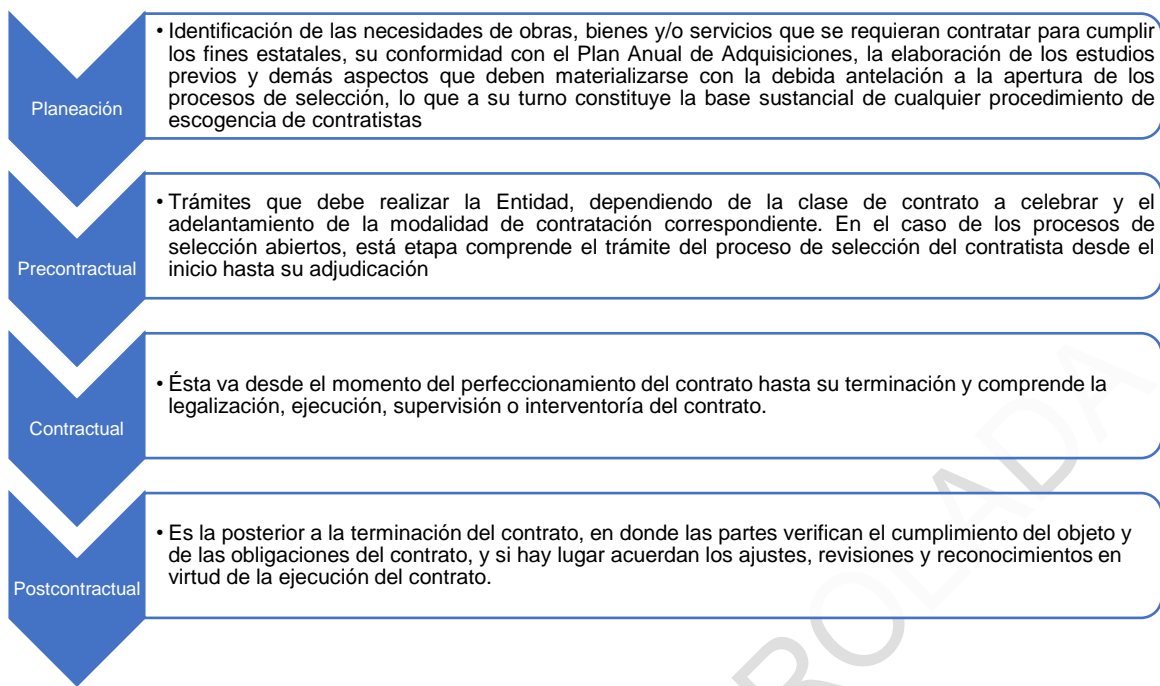 Planeación
• Identificación de las necesidades de obras, bienes y/o servicios que se requieran contratar para cumplir
los fines estatales, su conformidad con el Plan Anual de Adquisiciones, la elaboración de los estudios
previos y demás aspectos que deben materializarse con la debida antelación a la apertura de los
procesos de selección, lo que a su turno constituye la base sustancial de cualquier procedimiento de
escogencia de contratistas
Precontractual
• Trámites que debe realizar la Entidad, dependiendo de la clase de contrato a celebrar y el
adelantamiento de la modalidad de contratación correspondiente. En el caso de los procesos de
selección abiertos, está etapa comprende el trámite del proceso de selección del contratista desde el
inicio hasta su adjudicación
Contractual
• Ésta va desde el momento del perfeccionamiento del contrato hasta su terminación y comprende la
legalización, ejecución, supervisión o interventoría del contrato.
Postcontractual
• Es la posterior a la terminación del contrato, en donde las partes verifican el cumplimiento del objeto y
de las obligaciones del contrato, y si hay lugar acuerdan los ajustes, revisiones y reconocimientos en
virtud de la ejecución del contrato.
ROLADA